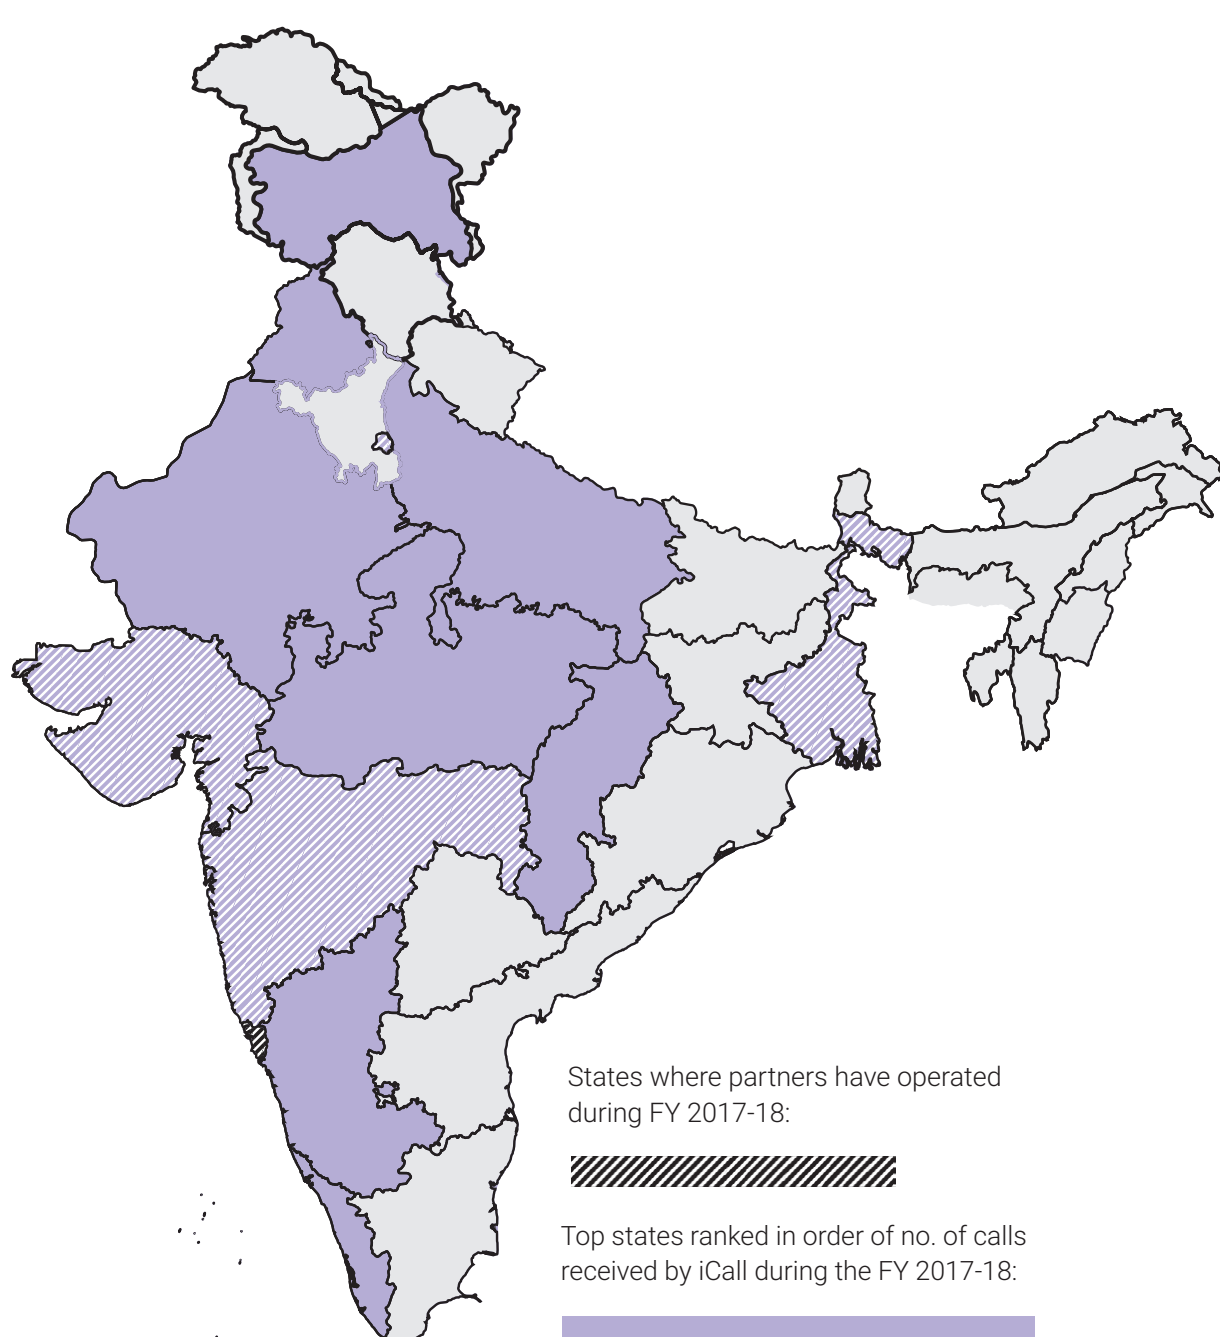 States where partners have operated
during FY 2017-18:
Top states ranked in order of no. of calls
received by iCall during the FY 2017-18: